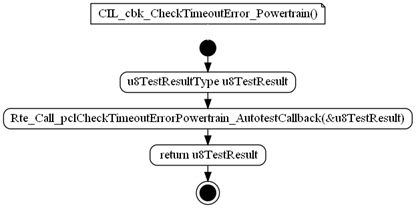 CIL_cbk_CheckTimeoutError_Powertrain()
u8TestResultType u8TestResult
Rte_Call_pclCheckTimeoutErrorPowertrain_AutotestCallback(&u8TestResult)
return u8TestResult